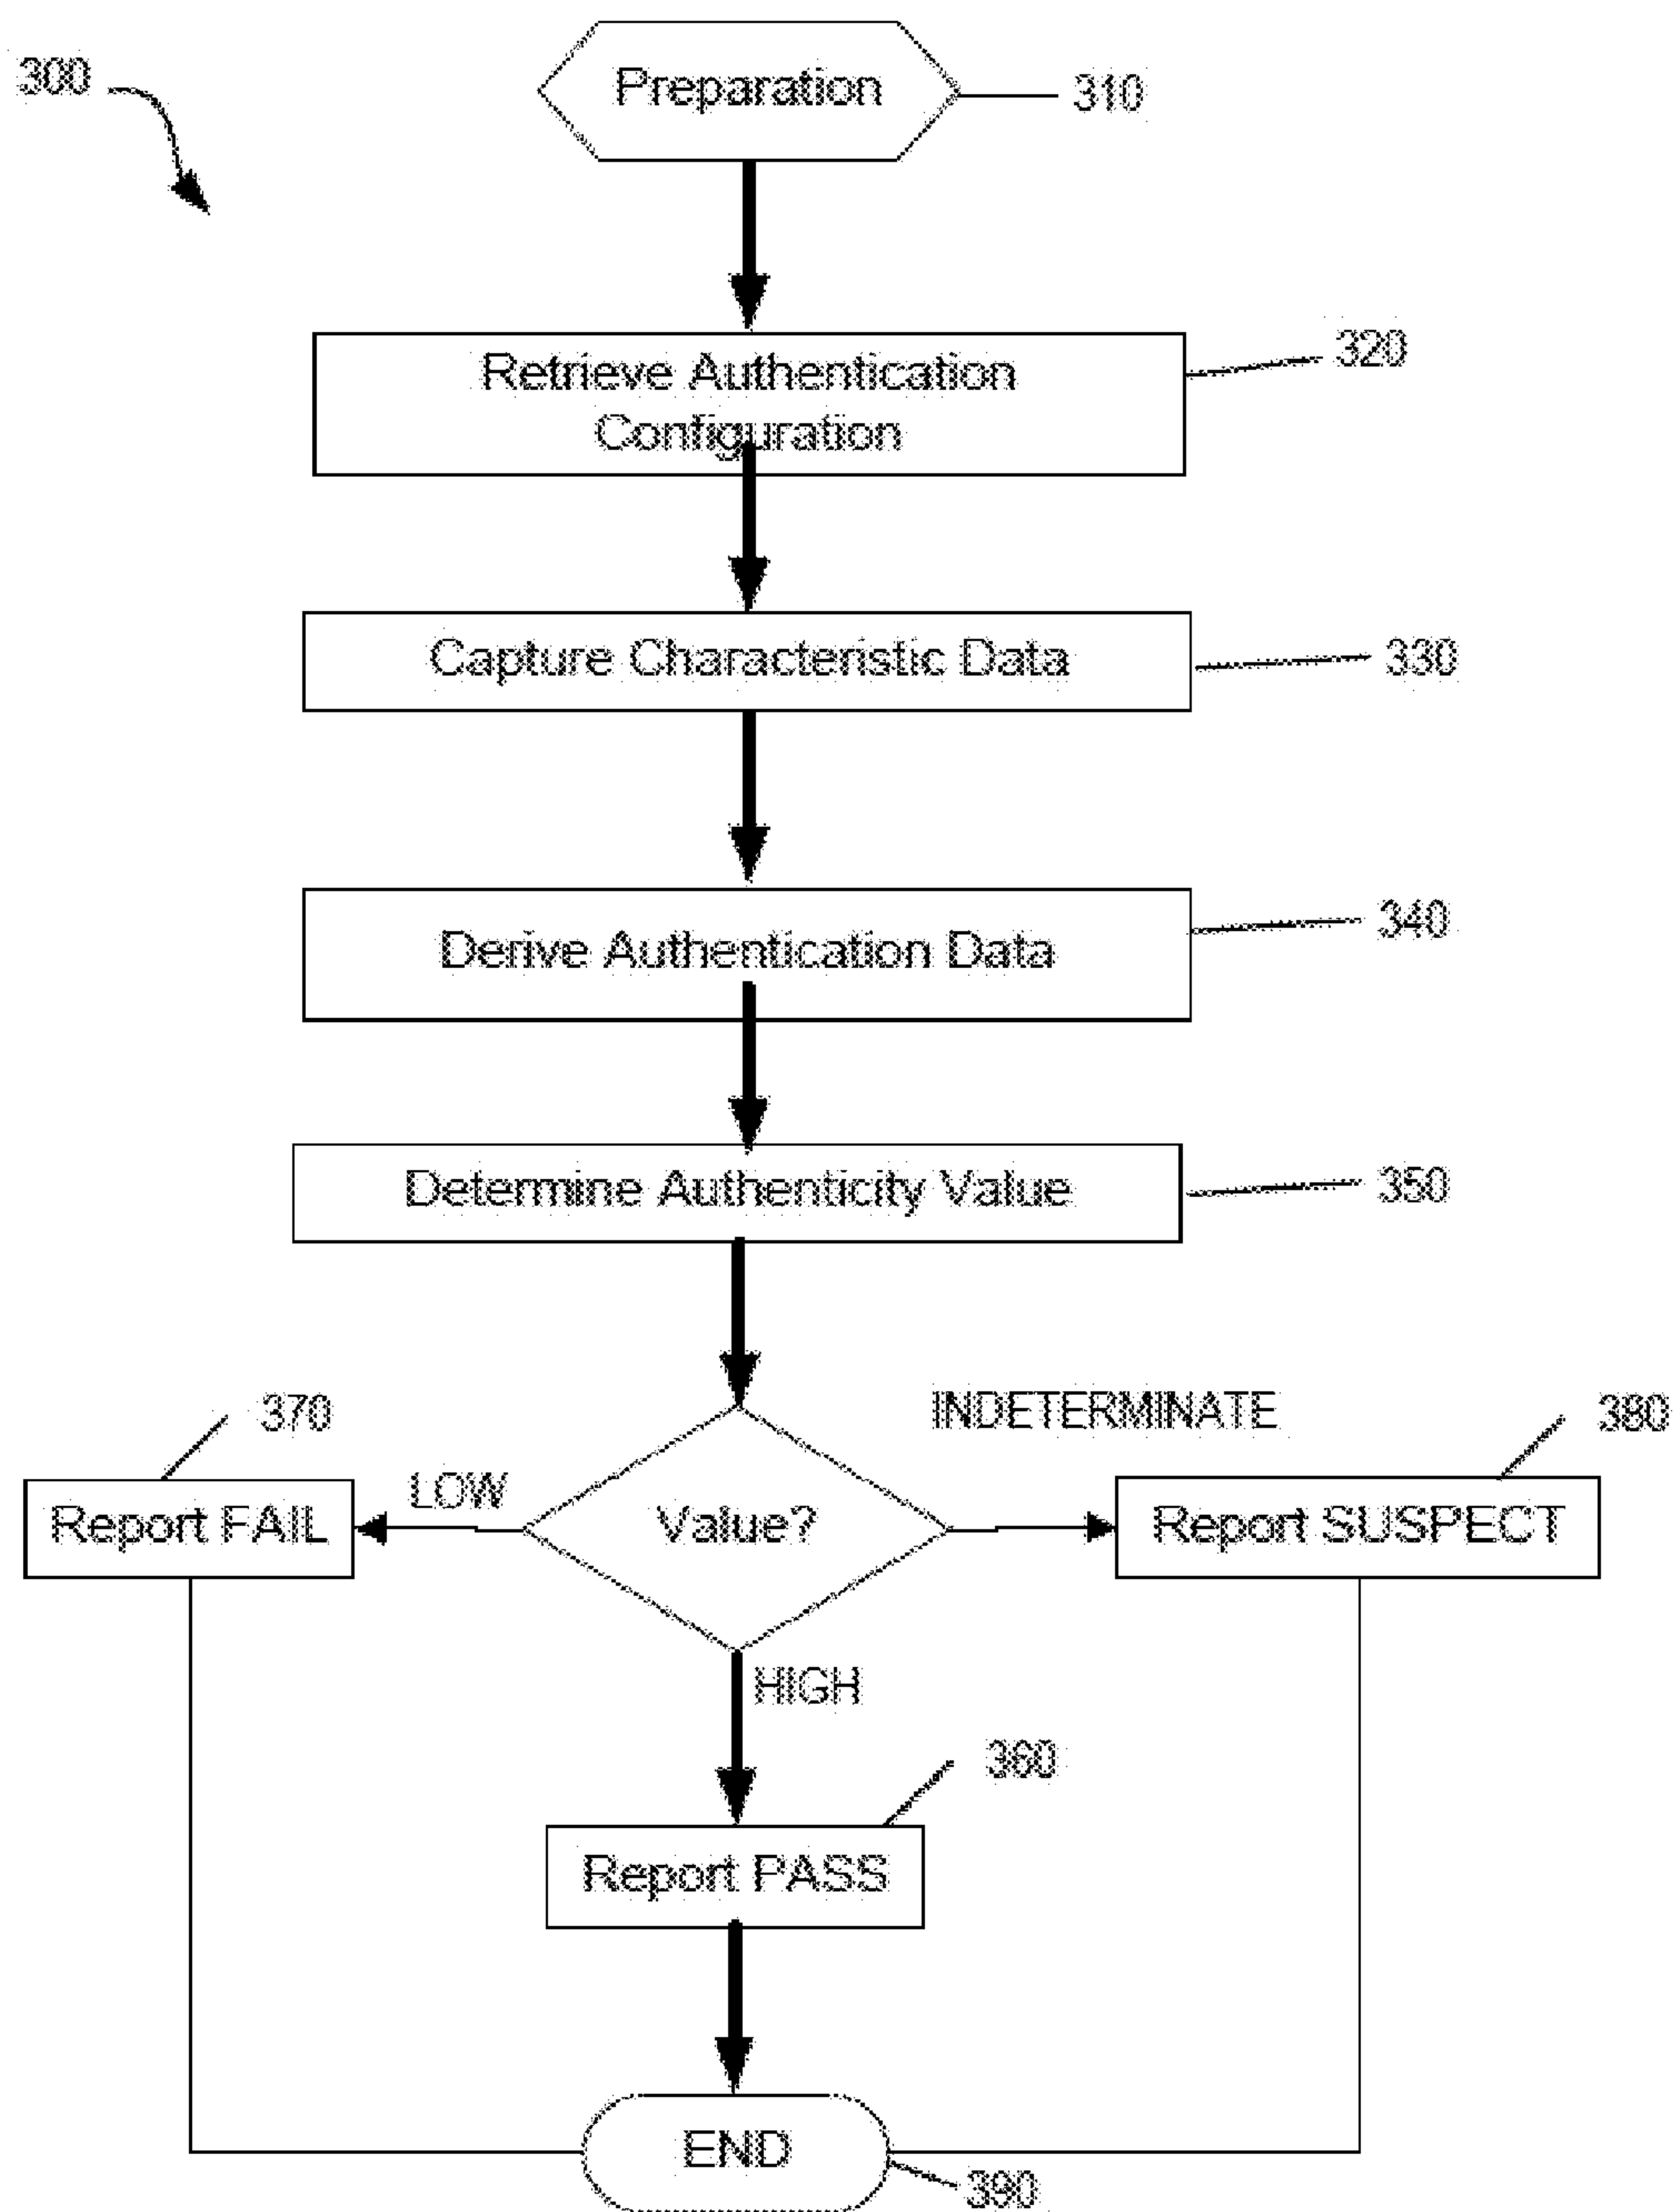 300
Preparation
310
Retrieve Authentication
Configuration
320
Capture Characteristic Data
330
Derive Authentication Data
340
Determine Authenticity Value
350
370
INDETERMINATE
380
LOW
Report FAIL
Value?
Report SUSPECT
HIGH
360
Report PASS
END
390